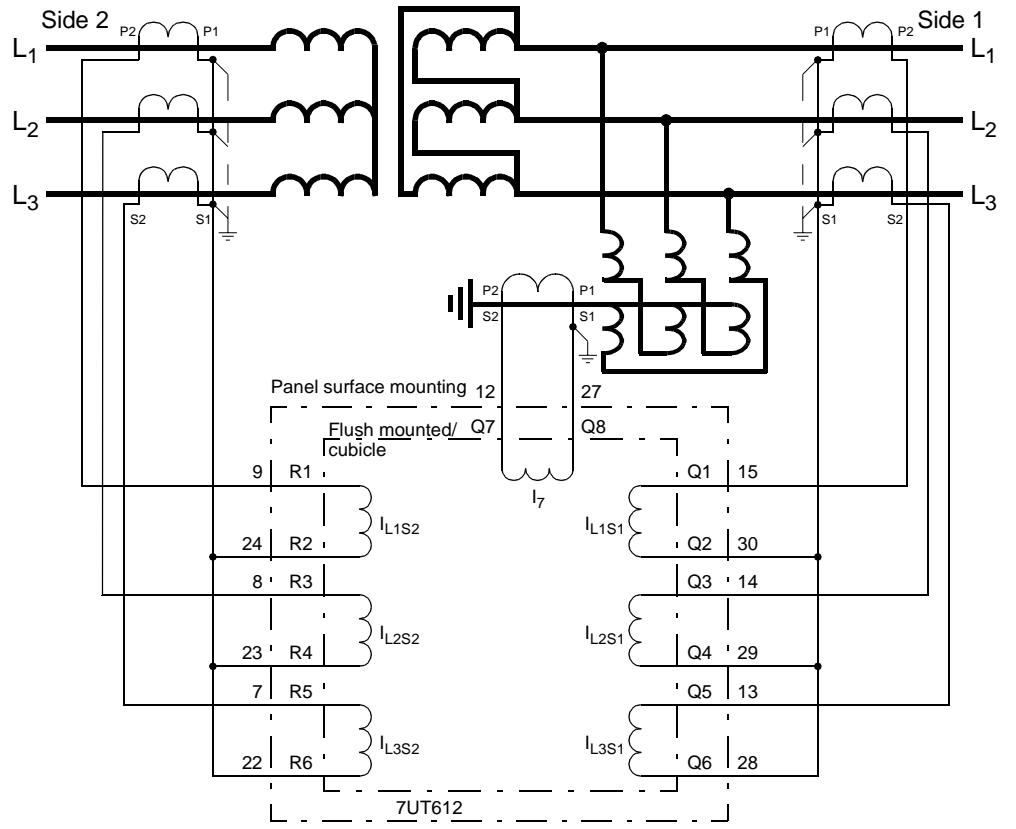 Side 2
P2 P1
P1 P2
Side 1
L1
L1
L2
L2
L3
L3
S2 S1
S1 S2
P2 P1
S2 S1
Panel surface mounting 12 27
Flush mounted/ Q7 Q8
cubicle
9 R1 Q1 15
I7
IL1S2 IL1S1
24 R2 Q2 30
8 R3 Q3 14
IL2S2 IL2S1
23 R4 Q4 29
7 R5 Q5 13
IL3S2 IL3S1
22 R6 Q6 28
7UT612